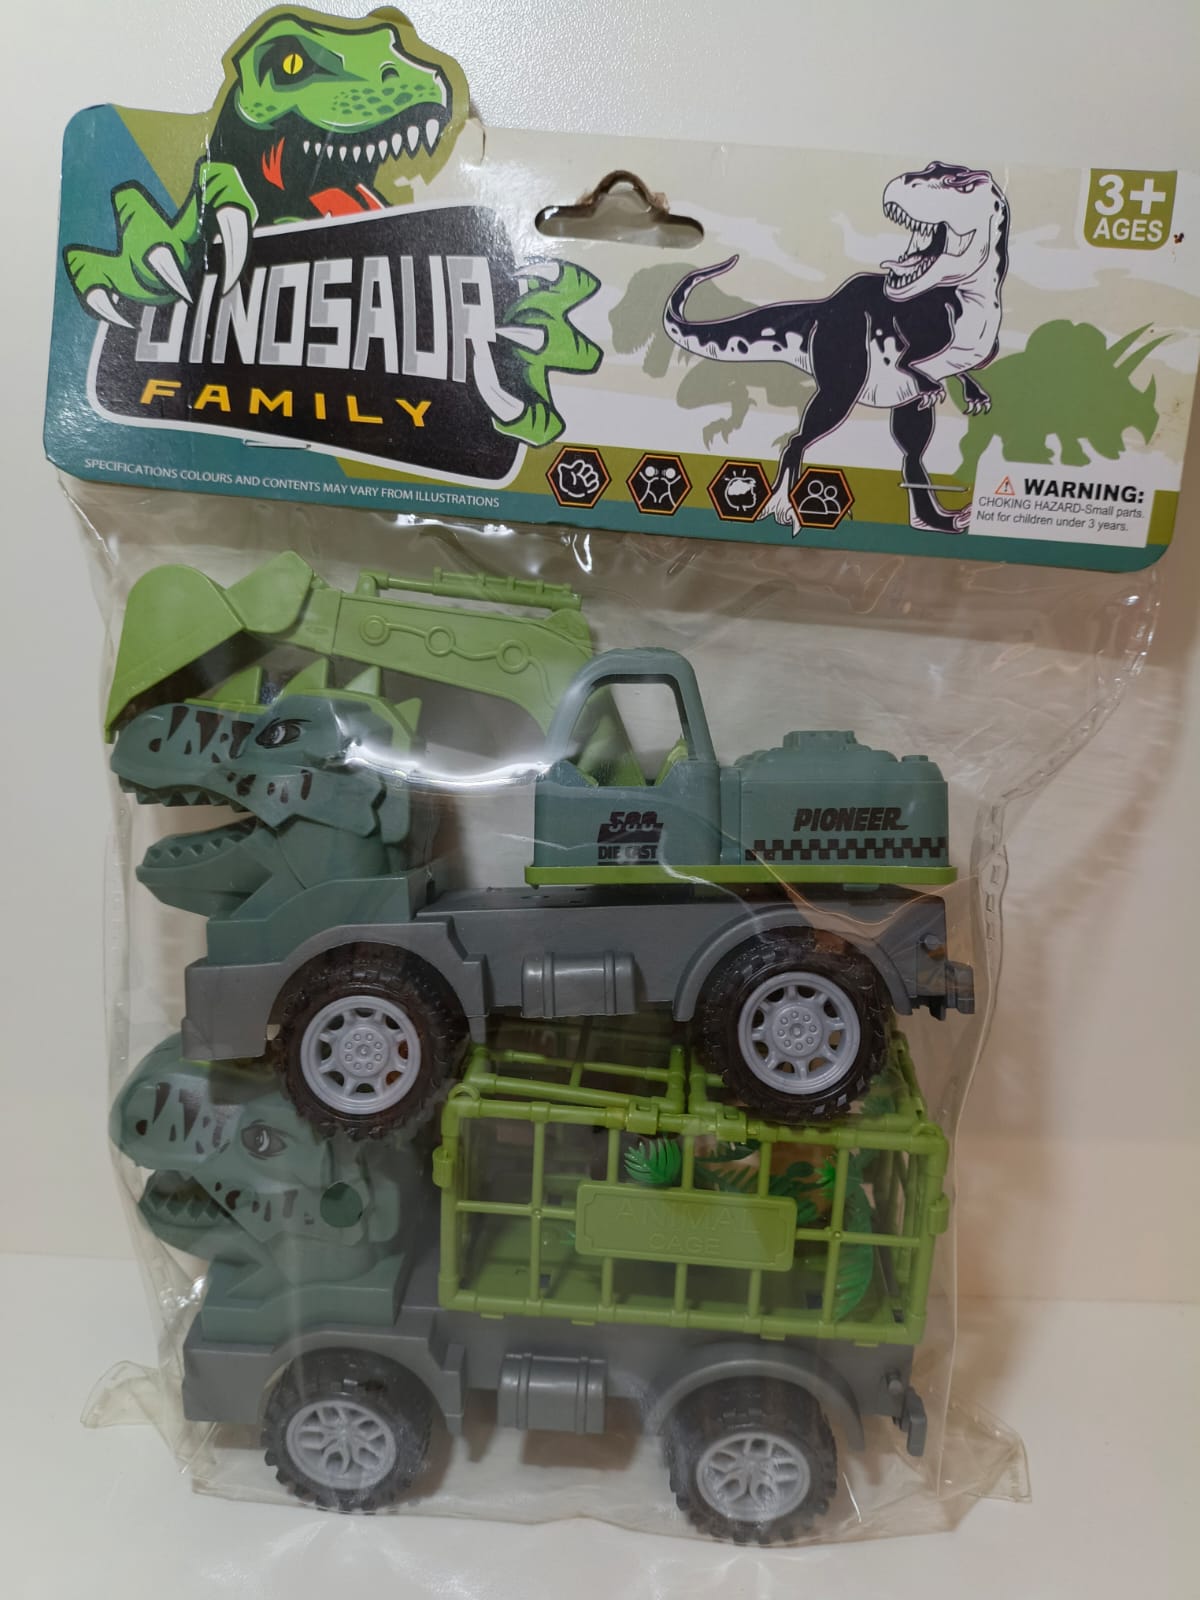 DINOSAUR
FAMILY
3+
AGES
SPECIFICATIONS COLOURS AND CONTENTS MAY VARY FROM ILLUSTRATIONS
WARNING:
CHOKING HAZARD-Small parts.
Not for children under 3 years.
500
DIE CAST
PIONEER
ANIMAL
CAGE